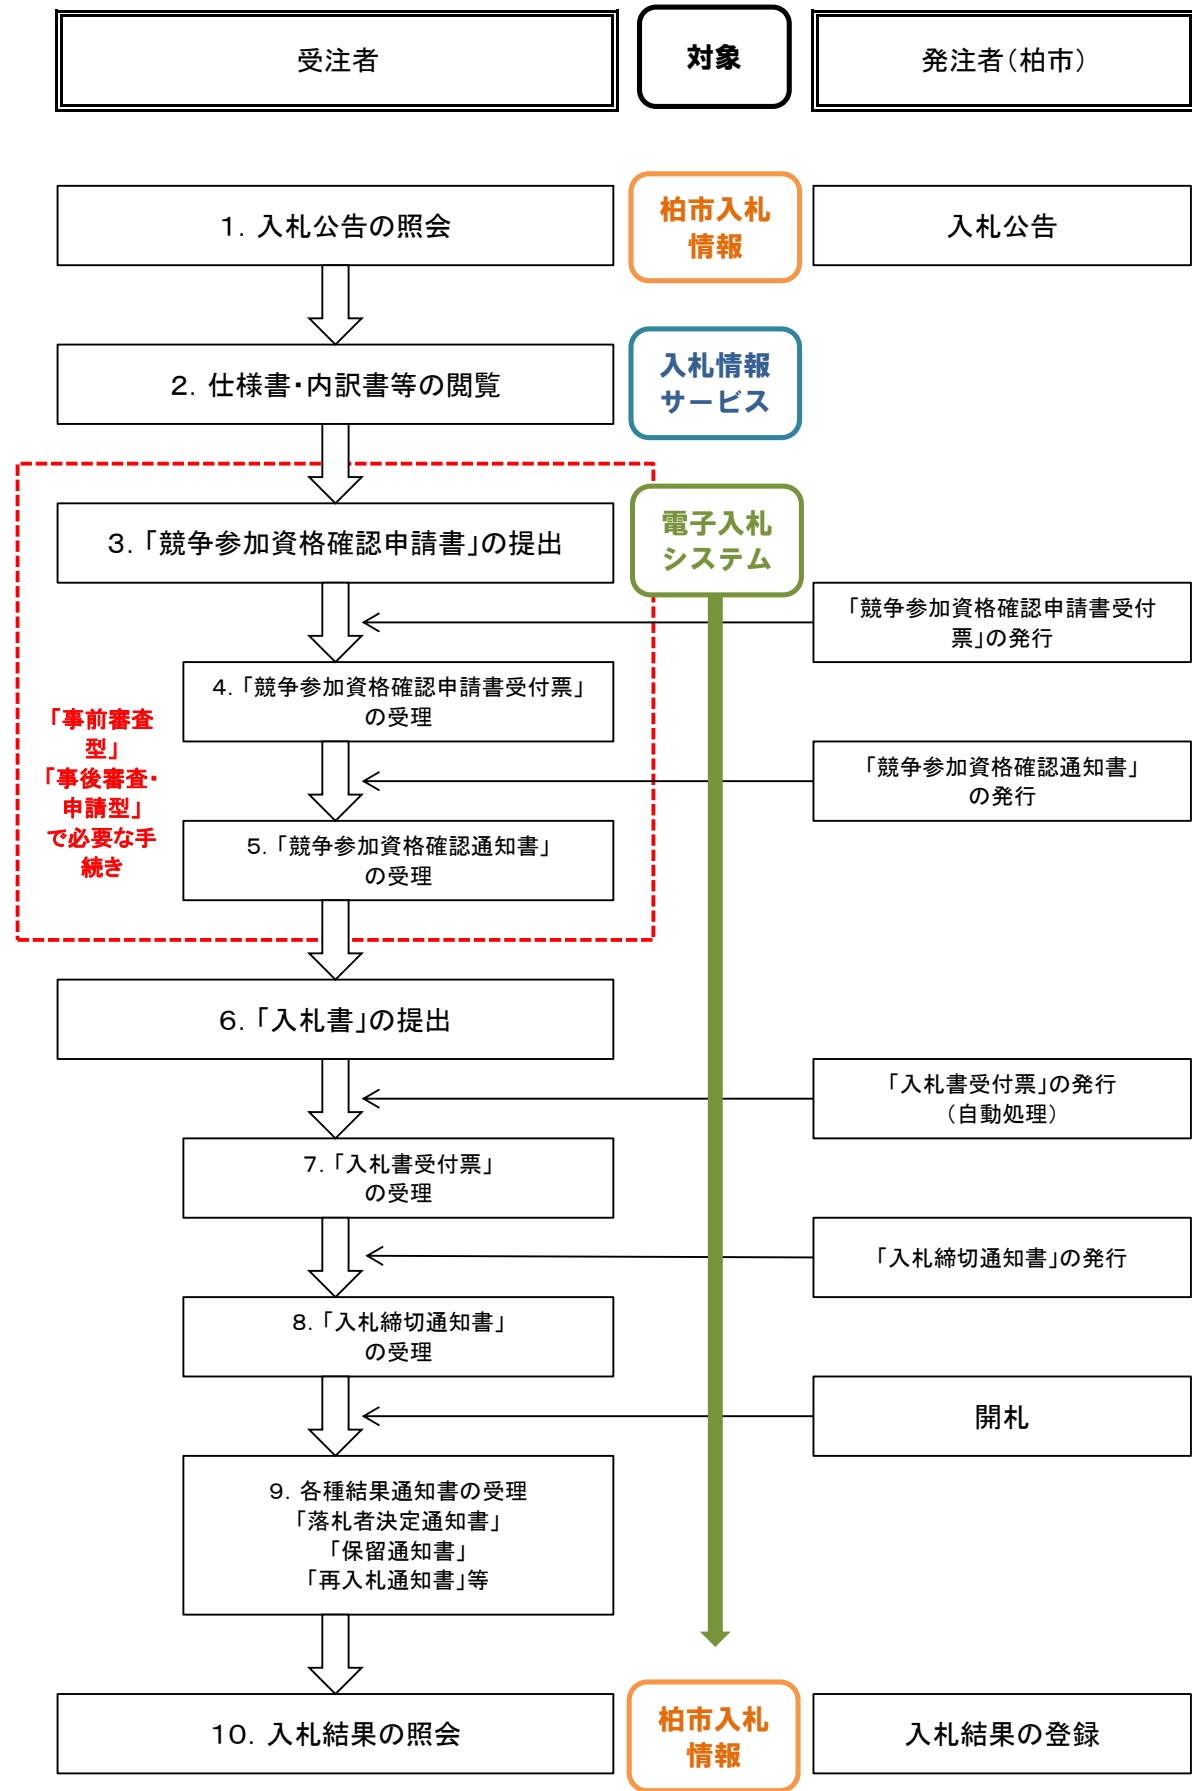 受注者
対象
発注者（柏市）
1．入札公告の照会
柏市入札
情報
入札公告
2．仕様書・内訳書等の閲覧
入札情報
サービス
3．「競争参加資格確認申請書」の提出
電子入札
システム
「競争参加資格確認申請書受付
票」の発行
4．「競争参加資格確認申請書受付票」
の受理
「事前審査
型」
「事後審査・
申請型」
で必要な手
続き
「競争参加資格確認通知書」
の発行
5．「競争参加資格確認通知書」
の受理
6．「入札書」の提出
「入札書受付票」の発行
（自動処理）
7．「入札書受付票」
の受理
「入札締切通知書」の発行
8．「入札締切通知書」
の受理
開札
9．各種結果通知書の受理
「落札者決定通知書」
「保留通知書」
「再入札通知書」等
10．入札結果の照会
柏市入札
情報
入札結果の登録